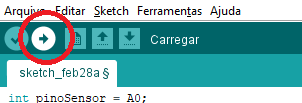 Arquivo Editar Sketch Ferramentas Ajuda
Carregar
sketch_feb28a §
int pinoSensor = A0;